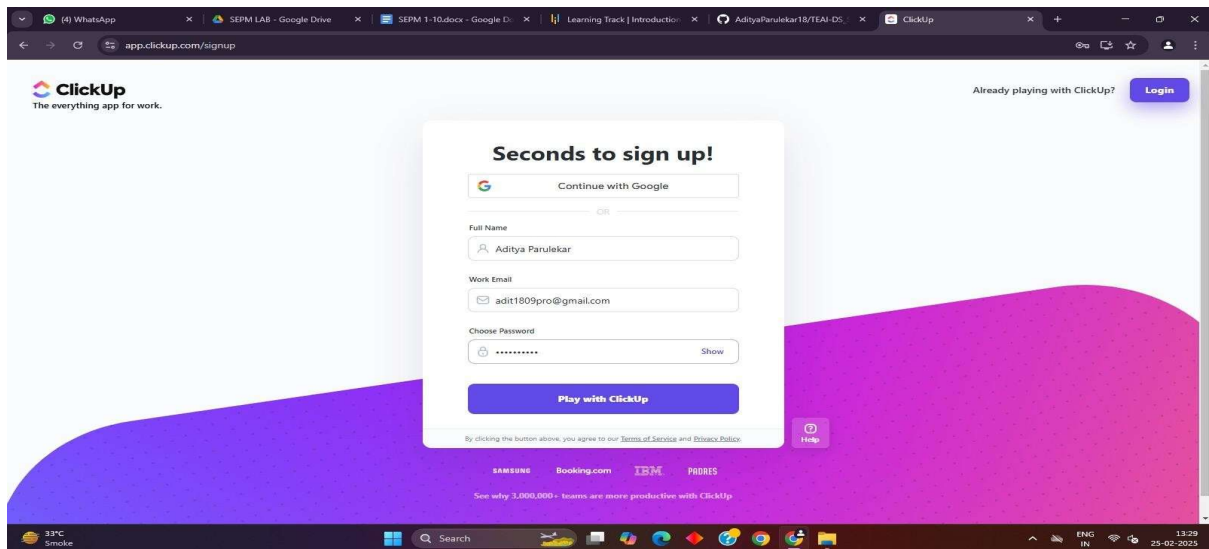 (4) WhatsApp
SEPM LAB - Google Drive
SEPM 1-10.docx - Google Do
Learning Track | Introduction
AdityaParulekar18/TEAI-DS_
ClickUp
app.clickup.com/signup
ClickUp
The everything app for work.
Already playing with ClickUp?
Login
Seconds to sign up!
Continue with Google
OR
Full Name
Aditya Parulekar
Work Email
adit1809pro@gmail.com
Choose Password
Show
Play with ClickUp
By clicking the button above, you agree to our Terms of Service and Privacy Policy.
Help
SAMSUNG Booking.com IBM PADRES
See why 3,000,000+ teams are more productive with ClickUp
33°C
Smoke
Search
ENG
IN
13:29
25-02-2025